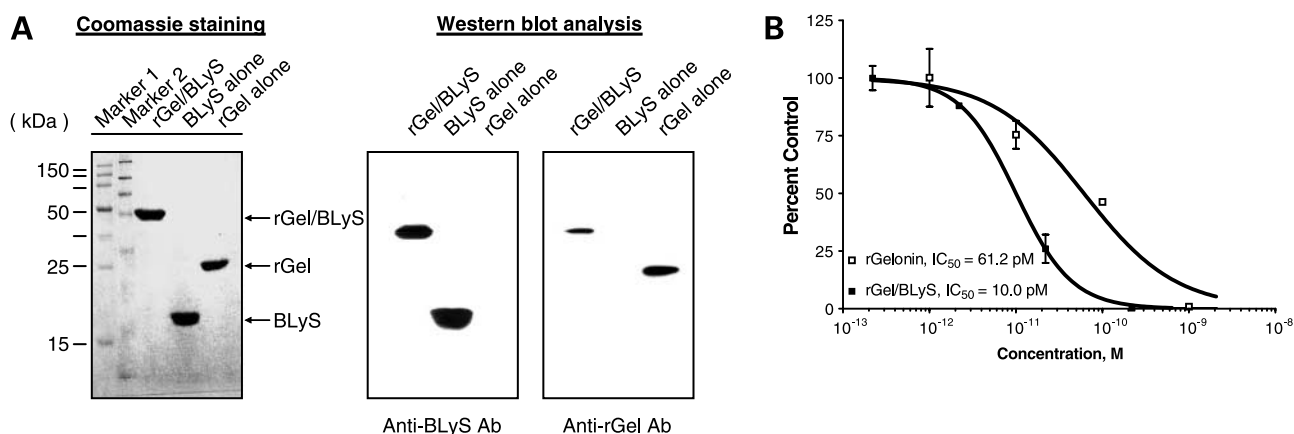 A
Coomassie staining
Marker 1
Marker 2
rGel/BLyS
BLyS alone
rGel alone
( kDa )
150
50
25
15
rGel/BLyS
rGel
BLyS
Western blot analysis
rGel/BLyS
BLyS alone
rGel alone
Anti-BLyS Ab
rGel/BLyS
BLyS alone
rGel alone
Anti-rGel Ab
B
Percent Control
125
100
75
50
25
0
rGelonin, IC50 = 61.2 pM
rGel/BLyS, IC50 = 10.0 pM
10-13
10-12
10-11
10-10
10-9
10-8
Concentration, M